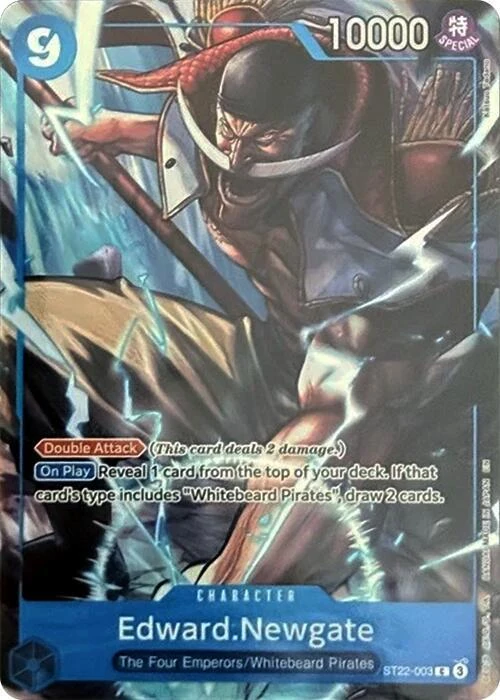 9
10000
特
SPECIAL
Double Attack (This card deals 2 damage.)
On Play Reveal 1 card from the top of your deck. If that
card's type includes "Whitebeard Pirates", draw 2 cards.
CHARACTER
Edward.Newgate
The Four Emperors/Whitebeard Pirates
ST22-003 C 3